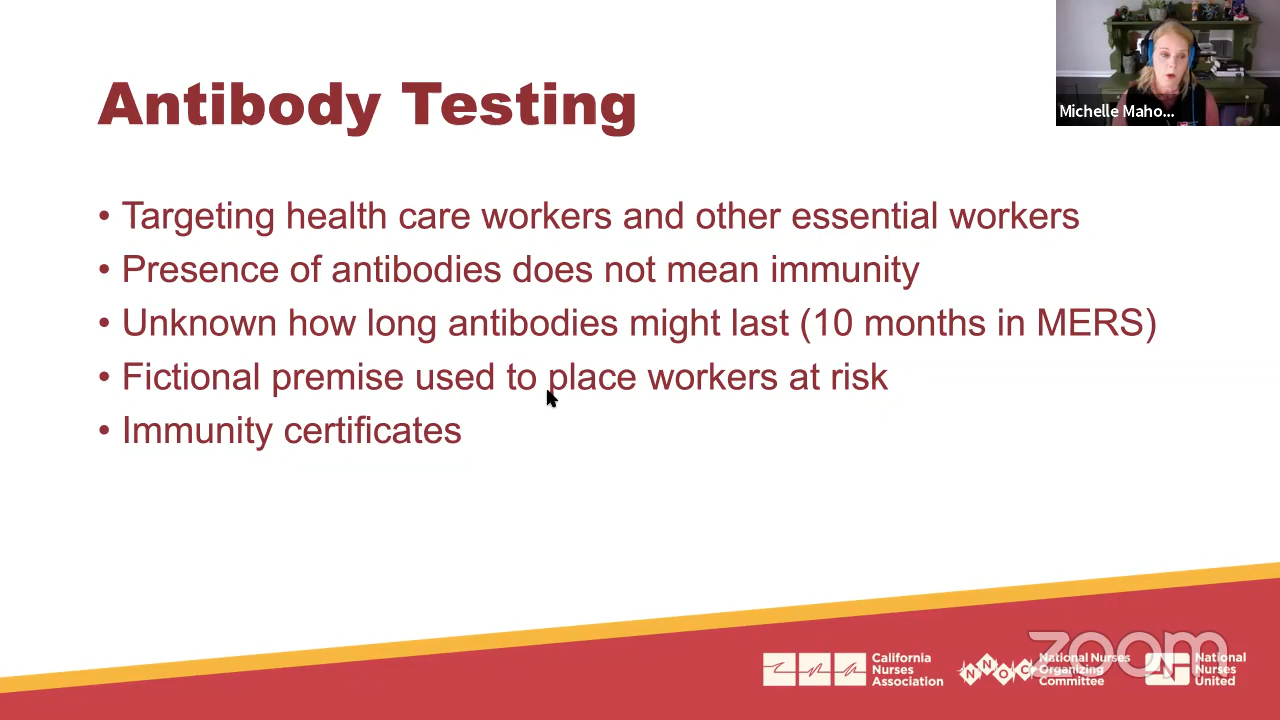 Antibody Testing
Michelle Maho...
• Targeting health care workers and other essential workers
• Presence of antibodies does not mean immunity
• Unknown how long antibodies might last (10 months in MERS)
• Fictional premise used to place workers at risk
• Immunity certificates
California
Nurses
Association
NNOC
National Nurses
Organizing
Committee
National
Nurses
United
zoom